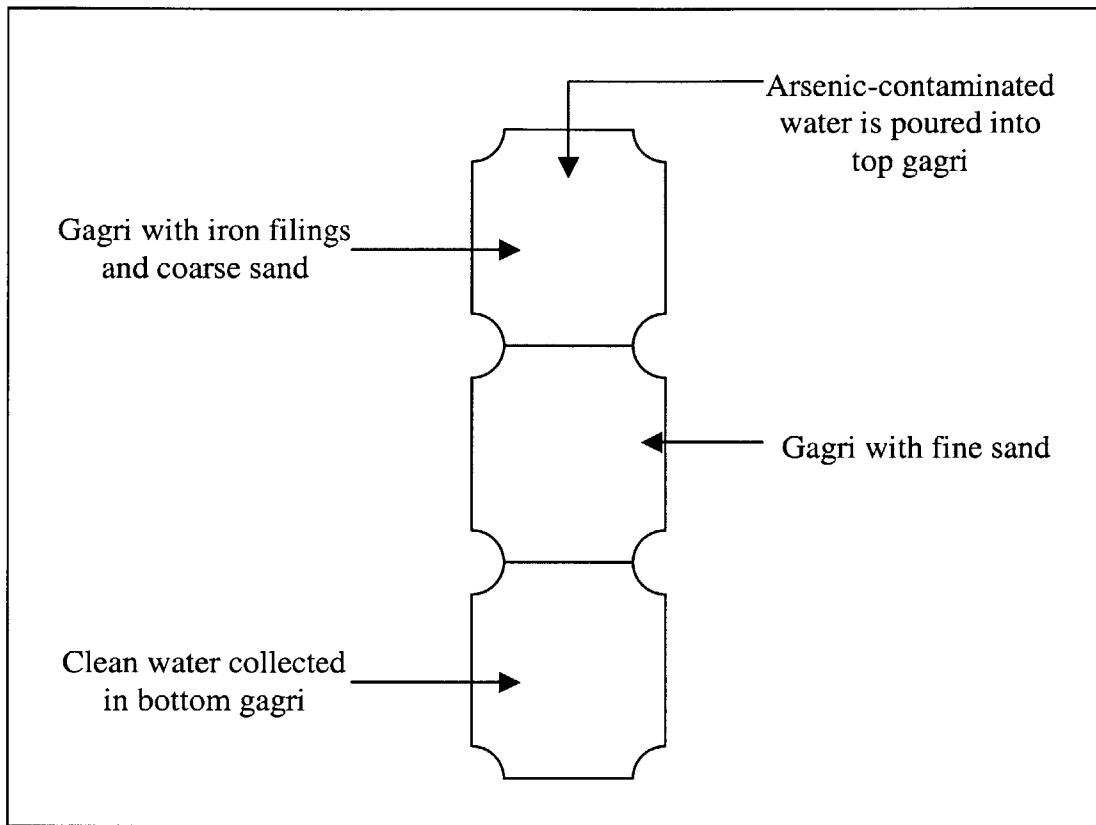 Arsenic-contaminated
water is poured into
top gagri
Gagri with iron filings
and coarse sand
Gagri with fine sand
Clean water collected
in bottom gagri